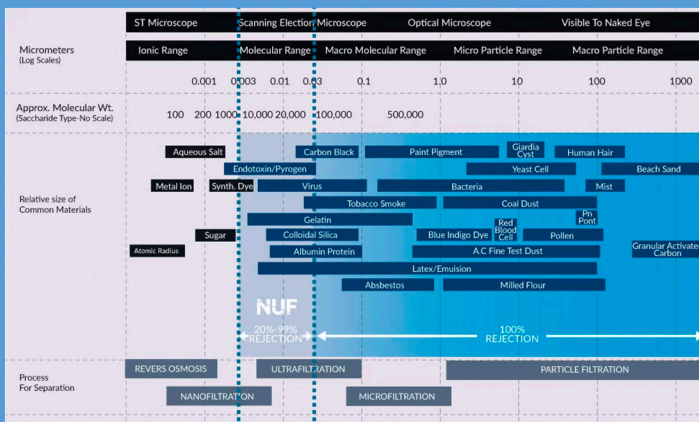 ST Microscope Scanning Election Microscope Optical Microscope Visible To Naked Eye
Micrometers
(Log Scales)
Ionic Range Molecular Range Macro Molecular Range Micro Particle Range Macro Particle Range
0.001 0.003 0.01 0.03 0.1 1,0 10 100 1000
Approx. Molecular Wt.
(Saccharide Type-No Scale)
100 200 1000 10,000 20,000 100,000 500,000
Relative size of
Common Materials
Aqueous Salt Carbon Black Paint Pigment Giardia
Cyst Human Hair
Endotoxin/Pyrogen Yeast Cell Beach Sand
Metal Ion Synth. Dye Virus Bacteria Mist
Tobacco Smoke Coal Dust
Gelatin Red
Blood
Cell Pn
Pont
Sugar Colloidal Silica Blue Indigo Dye Pollen
Atomic Radius Albumin Protein A.C Fine Test Dust Granular Activated
Carbon
Latex/Emuision
Absbestos Milled Flour
NUF
20%-99%
REJECTION
100%
REJECTION
Process
For Separation
REVERS OSMOSIS ULTRAFILTRATION PARTICLE FILTRATION
NANOFILTRATION MICROFILTRATION